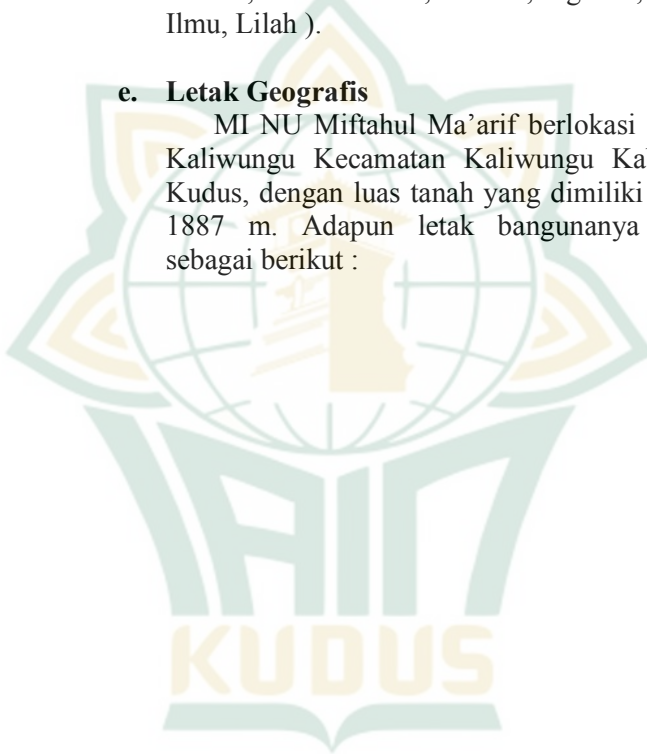 Ilmu, Lilah ).
e. Letak Geografis
MI NU Miftahul Ma’arif berlokasi
Kaliwungu Kecamatan Kaliwungu
Kudus, dengan luas tanah yang dimiliki
1887 m. Adapun letak bangunanya
sebagai berikut :
IAIN
KUDUS